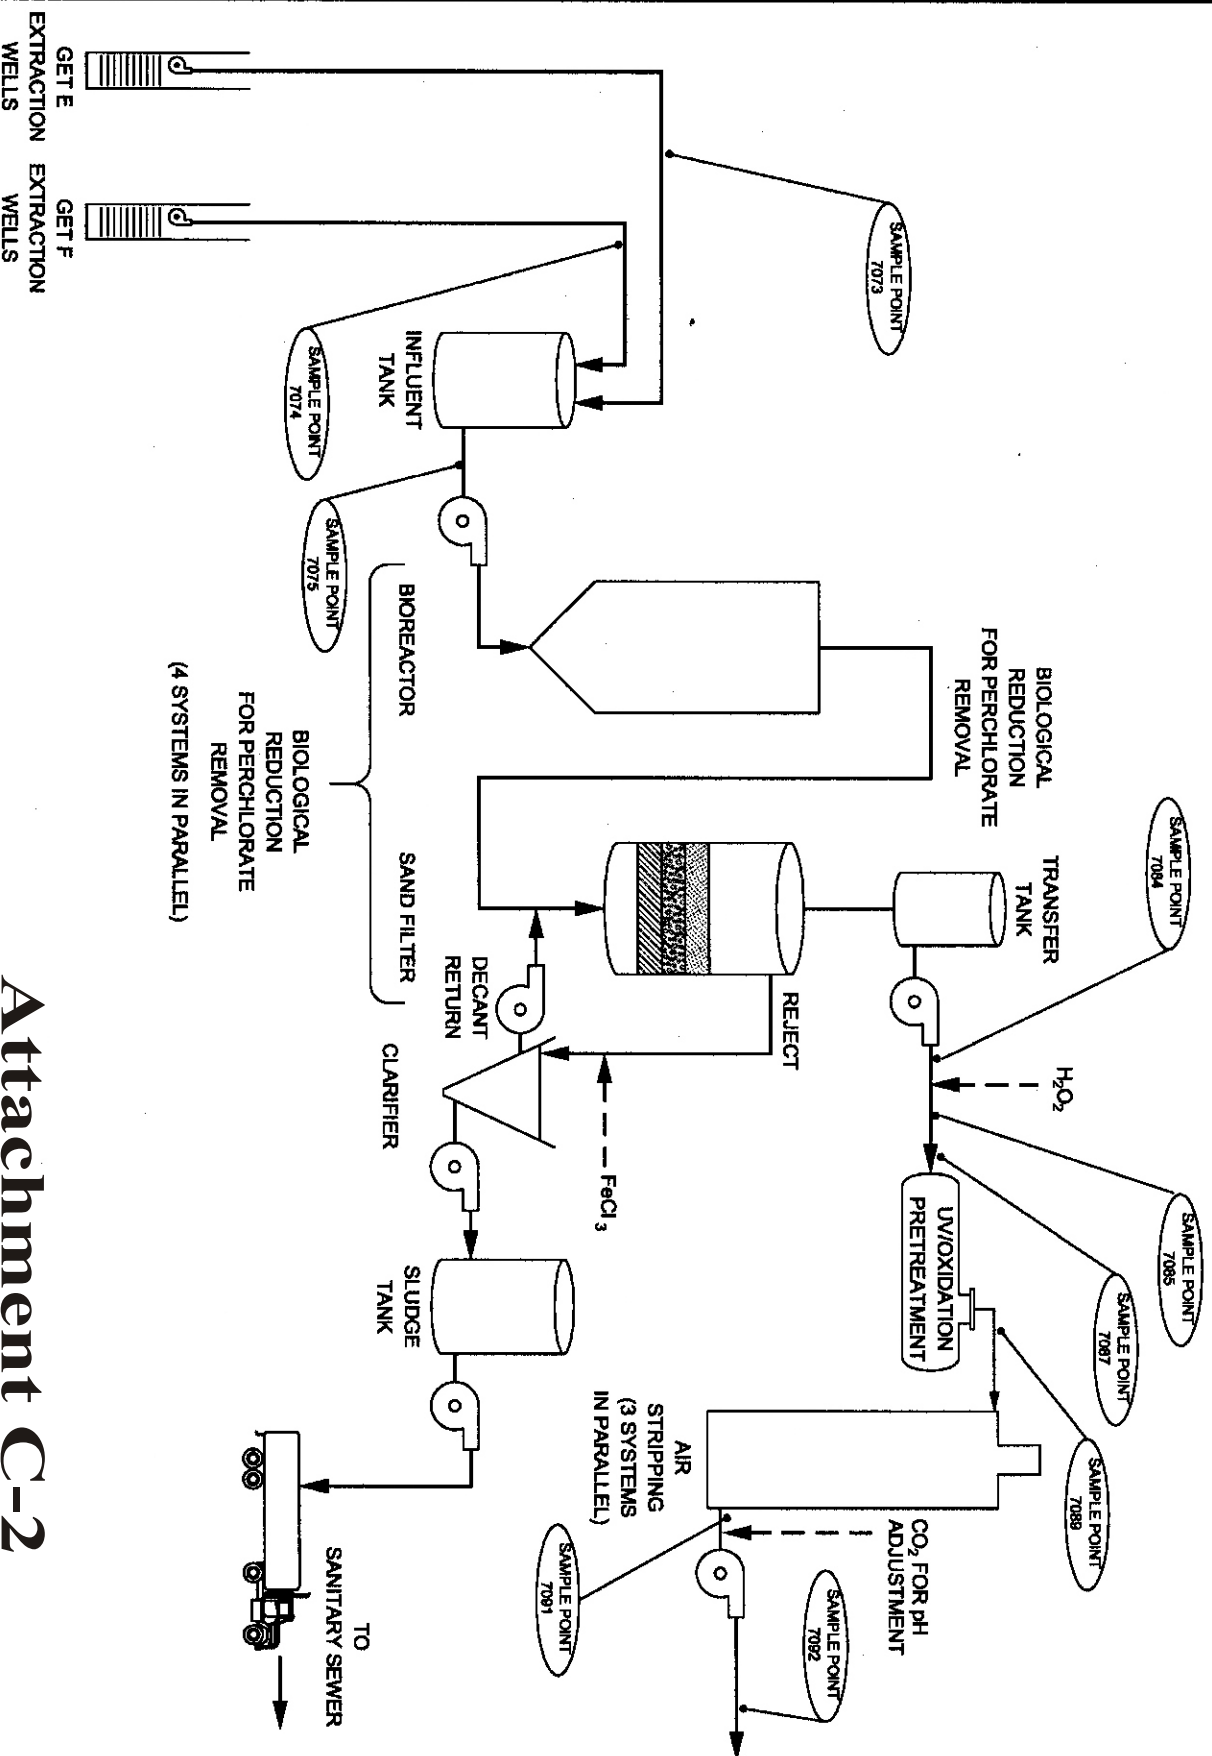 GET E
EXTRACTION
WELLS
GET F
EXTRACTION
WELLS
SAMPLE POINT
7073
SAMPLE POINT
7074
INFLUENT
TANK
SAMPLE POINT
7075
BIOLOGICAL
REDUCTION
FOR PERCHLORATE
REMOVAL
BIOREACTOR
SAND FILTER
BIOLOGICAL
REDUCTION
FOR PERCHLORATE
REMOVAL
(4 SYSTEMS IN PARALLEL)
TRANSFER
TANK
SAMPLE POINT
7084
H₂O₂
SAMPLE POINT
7085
SAMPLE POINT
7087
UV/OXIDATION
PRETREATMENT
SAMPLE POINT
7089
REJECT
DECANT
RETURN
FeCl₃
CLARIFIER
SLUDGE
TANK
AIR
STRIPPING
(3 SYSTEMS
IN PARALLEL)
CO₂ FOR pH
ADJUSTMENT
SAMPLE POINT
7091
SAMPLE POINT
7092
TO
SANITARY SEWER
Attachment C-2